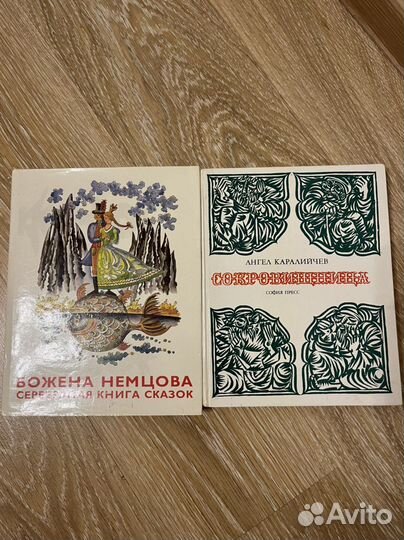 БОЖЕНА НЕМЦОВА
СЕРЕБРЯНАЯ КНИГА СКАЗОК
АНГЕЛ КАРАЛИЙЧЕВ
СОКРОВИЩНИЦА
СОФИЯ ПРЕСС
Avito